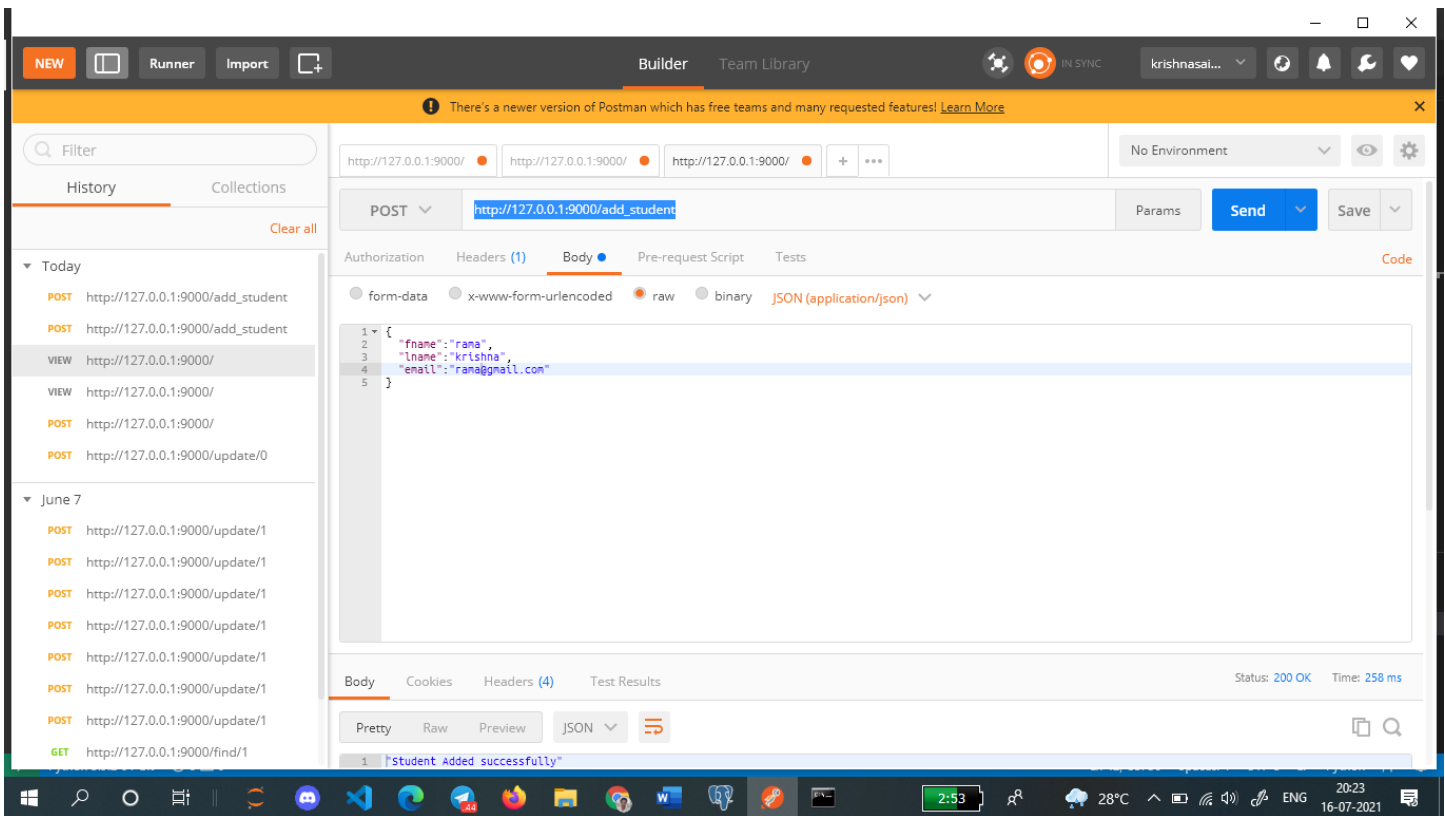 NEW Runner Import Builder Team Library IN SYNC krishnasai...
There's a newer version of Postman which has free teams and many requested features! Learn More
Filter
History Collections
Clear all
Today
POST http://127.0.0.1:9000/add_student
POST http://127.0.0.1:9000/add_student
VIEW http://127.0.0.1:9000/
VIEW http://127.0.0.1:9000/
POST http://127.0.0.1:9000/
POST http://127.0.0.1:9000/update/0
June 7
POST http://127.0.0.1:9000/update/1
POST http://127.0.0.1:9000/update/1
POST http://127.0.0.1:9000/update/1
POST http://127.0.0.1:9000/update/1
POST http://127.0.0.1:9000/update/1
POST http://127.0.0.1:9000/update/1
POST http://127.0.0.1:9000/update/1
GET http://127.0.0.1:9000/find/1
http://127.0.0.1:9000/ http://127.0.0.1:9000/ http://127.0.0.1:9000/ + •••
No Environment
POST http://127.0.0.1:9000/add_student Params Send Save
Authorization Headers (1) Body Pre-request Script Tests Code
form-data x-www-form-urlencoded raw binary JSON (application/json)
1 {
2 "fname":"rama",
3 "lname":"krishna",
4 "email":"rama@gmail.com"
5 }
Body Cookies Headers (4) Test Results Status: 200 OK Time: 258 ms
Pretty Raw Preview JSON
1 "Student Added successfully"
44
2:53 28°C ENG 20:23
16-07-2021